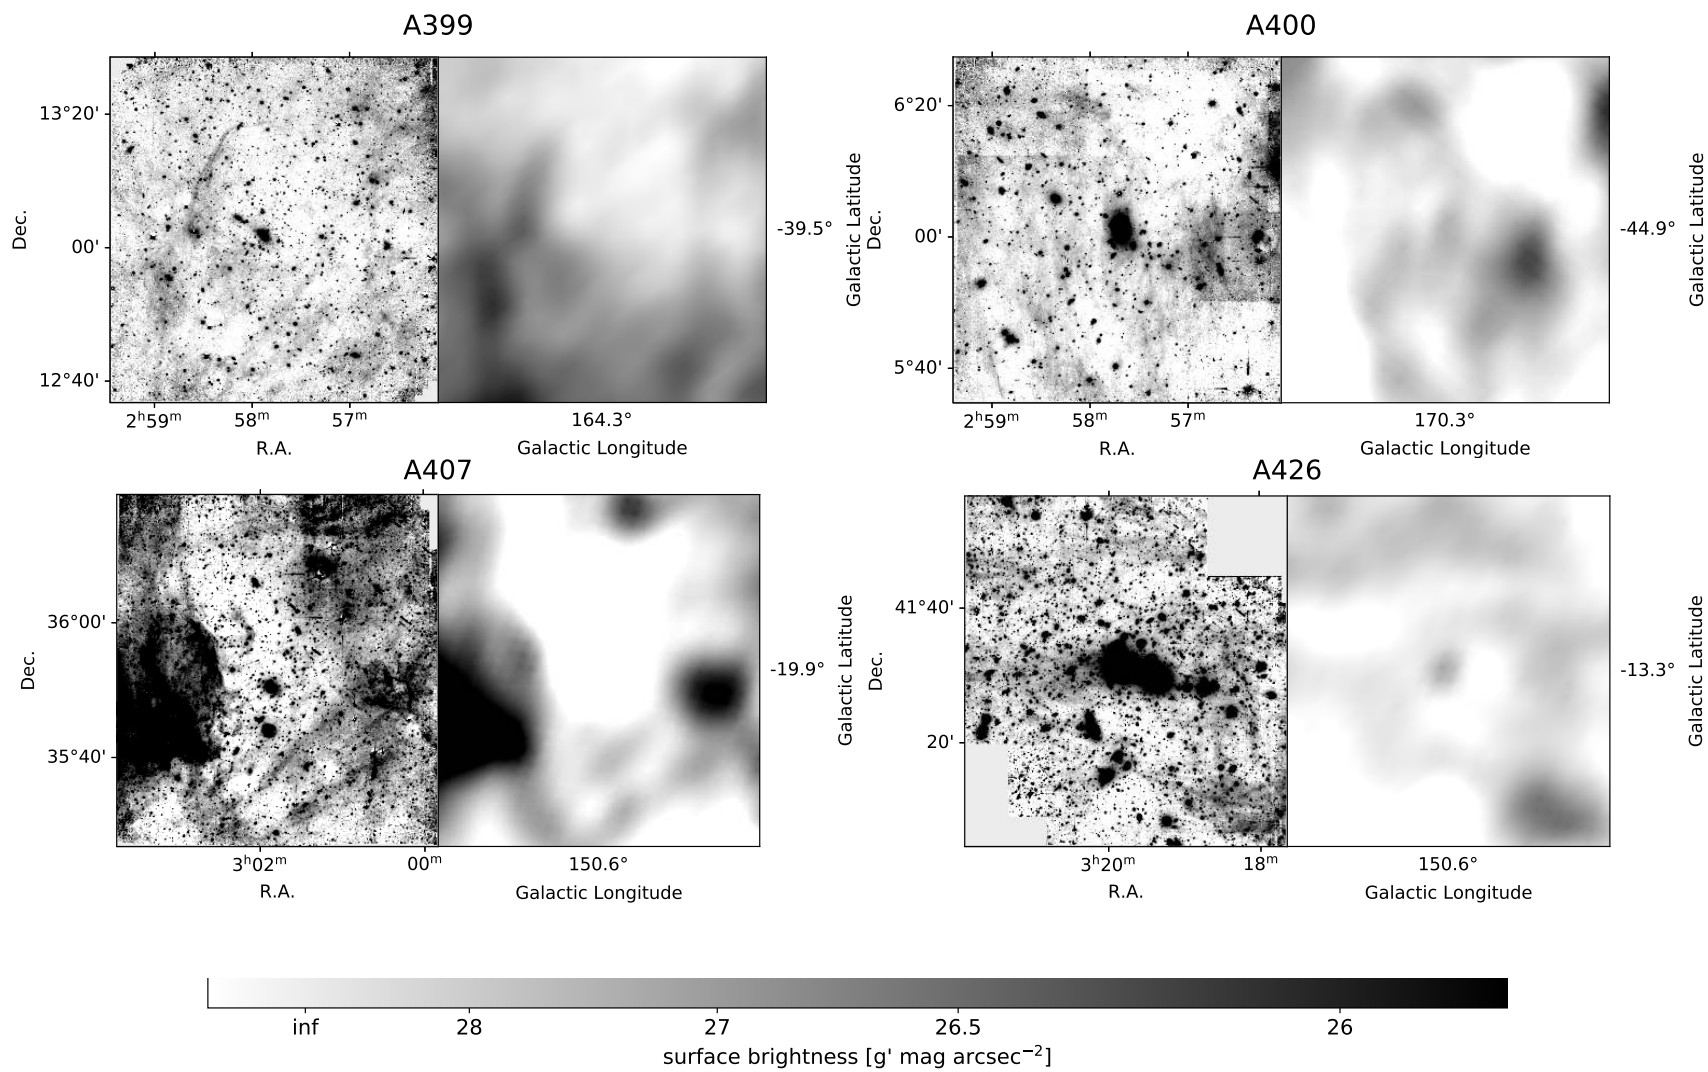 A399
A400
13°20'
00'
12°40'
Dec.
2ʰ59ᵐ
58ᵐ
57ᵐ
R.A.
164.3°
Galactic Longitude
-39.5°
Galactic Latitude
6°20'
00'
5°40'
Dec.
2ʰ59ᵐ
58ᵐ
57ᵐ
R.A.
170.3°
Galactic Longitude
-44.9°
Galactic Latitude
A407
A426
36°00'
35°40'
Dec.
3ʰ02ᵐ
00ᵐ
R.A.
150.6°
Galactic Longitude
-19.9°
Galactic Latitude
41°40'
20'
Dec.
3ʰ20ᵐ
18ᵐ
R.A.
150.6°
Galactic Longitude
-13.3°
Galactic Latitude
inf
28
27
26.5
26
surface brightness [g' mag arcsec⁻²]